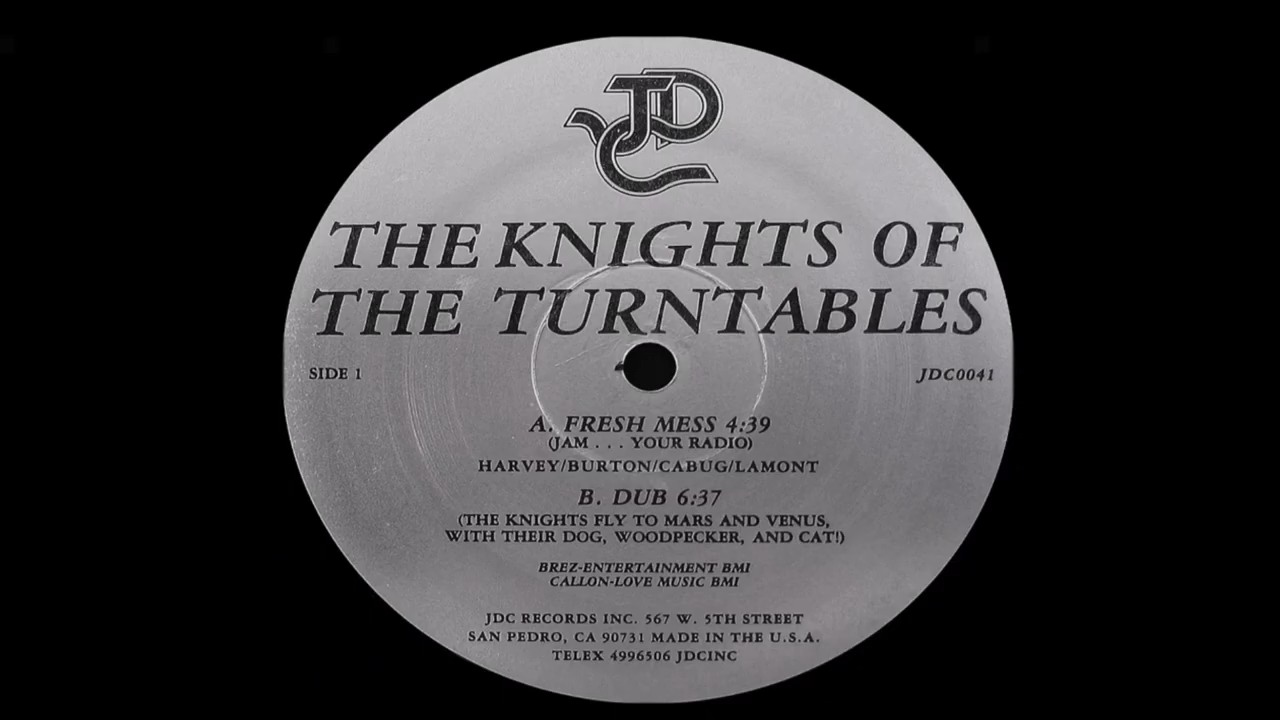 JDC
THE KNIGHTS OF
THE TURNTABLES
SIDE 1
JDC0041
A. FRESH MESS 4:39
(JAM . . . YOUR RADIO)
HARVEY/BURTON/CABUG/LAMONT
B. DUB 6:37
(THE KNIGHTS FLY TO MARS AND VENUS,
WITH THEIR DOG, WOODPECKER, AND CAT!)
BREZ-ENTERTAINMENT BMI
CALLON-LOVE MUSIC BMI
JDC RECORDS INC. 567 W. 5TH STREET
SAN PEDRO, CA 90731 MADE IN THE U.S.A.
TELEX 4996506 JDCINC